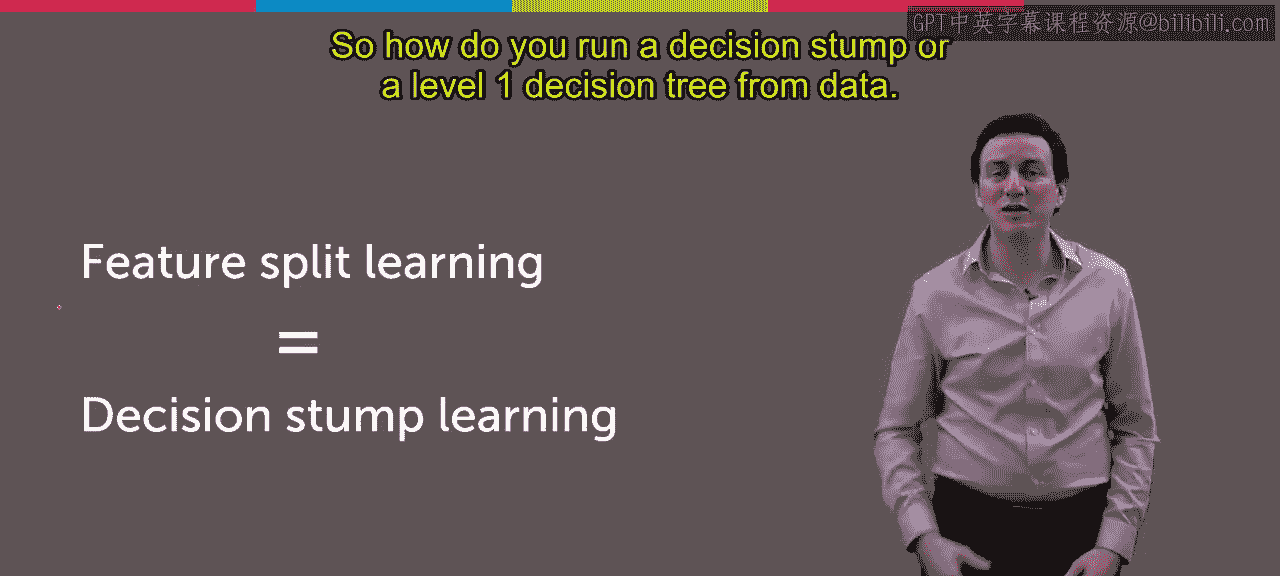 GPT中英字幕课程资源@bilibili.com
So how do you run a decision stump or
a level 1 decision tree from data.
Feature split learning
=
Decision stump learning